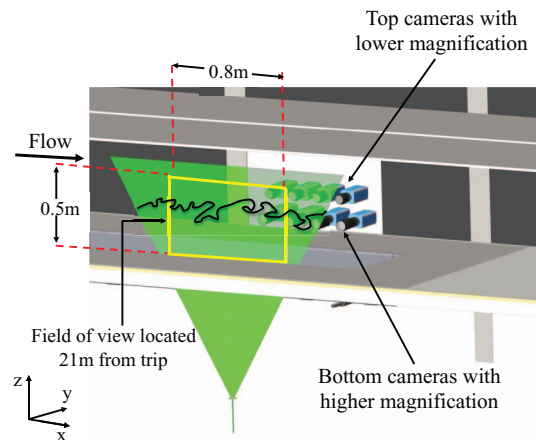 Top cameras with
lower magnification
0.8m
Flow
0.5m
Field of view located
21m from trip
Bottom cameras with
higher magnification
z
y
x